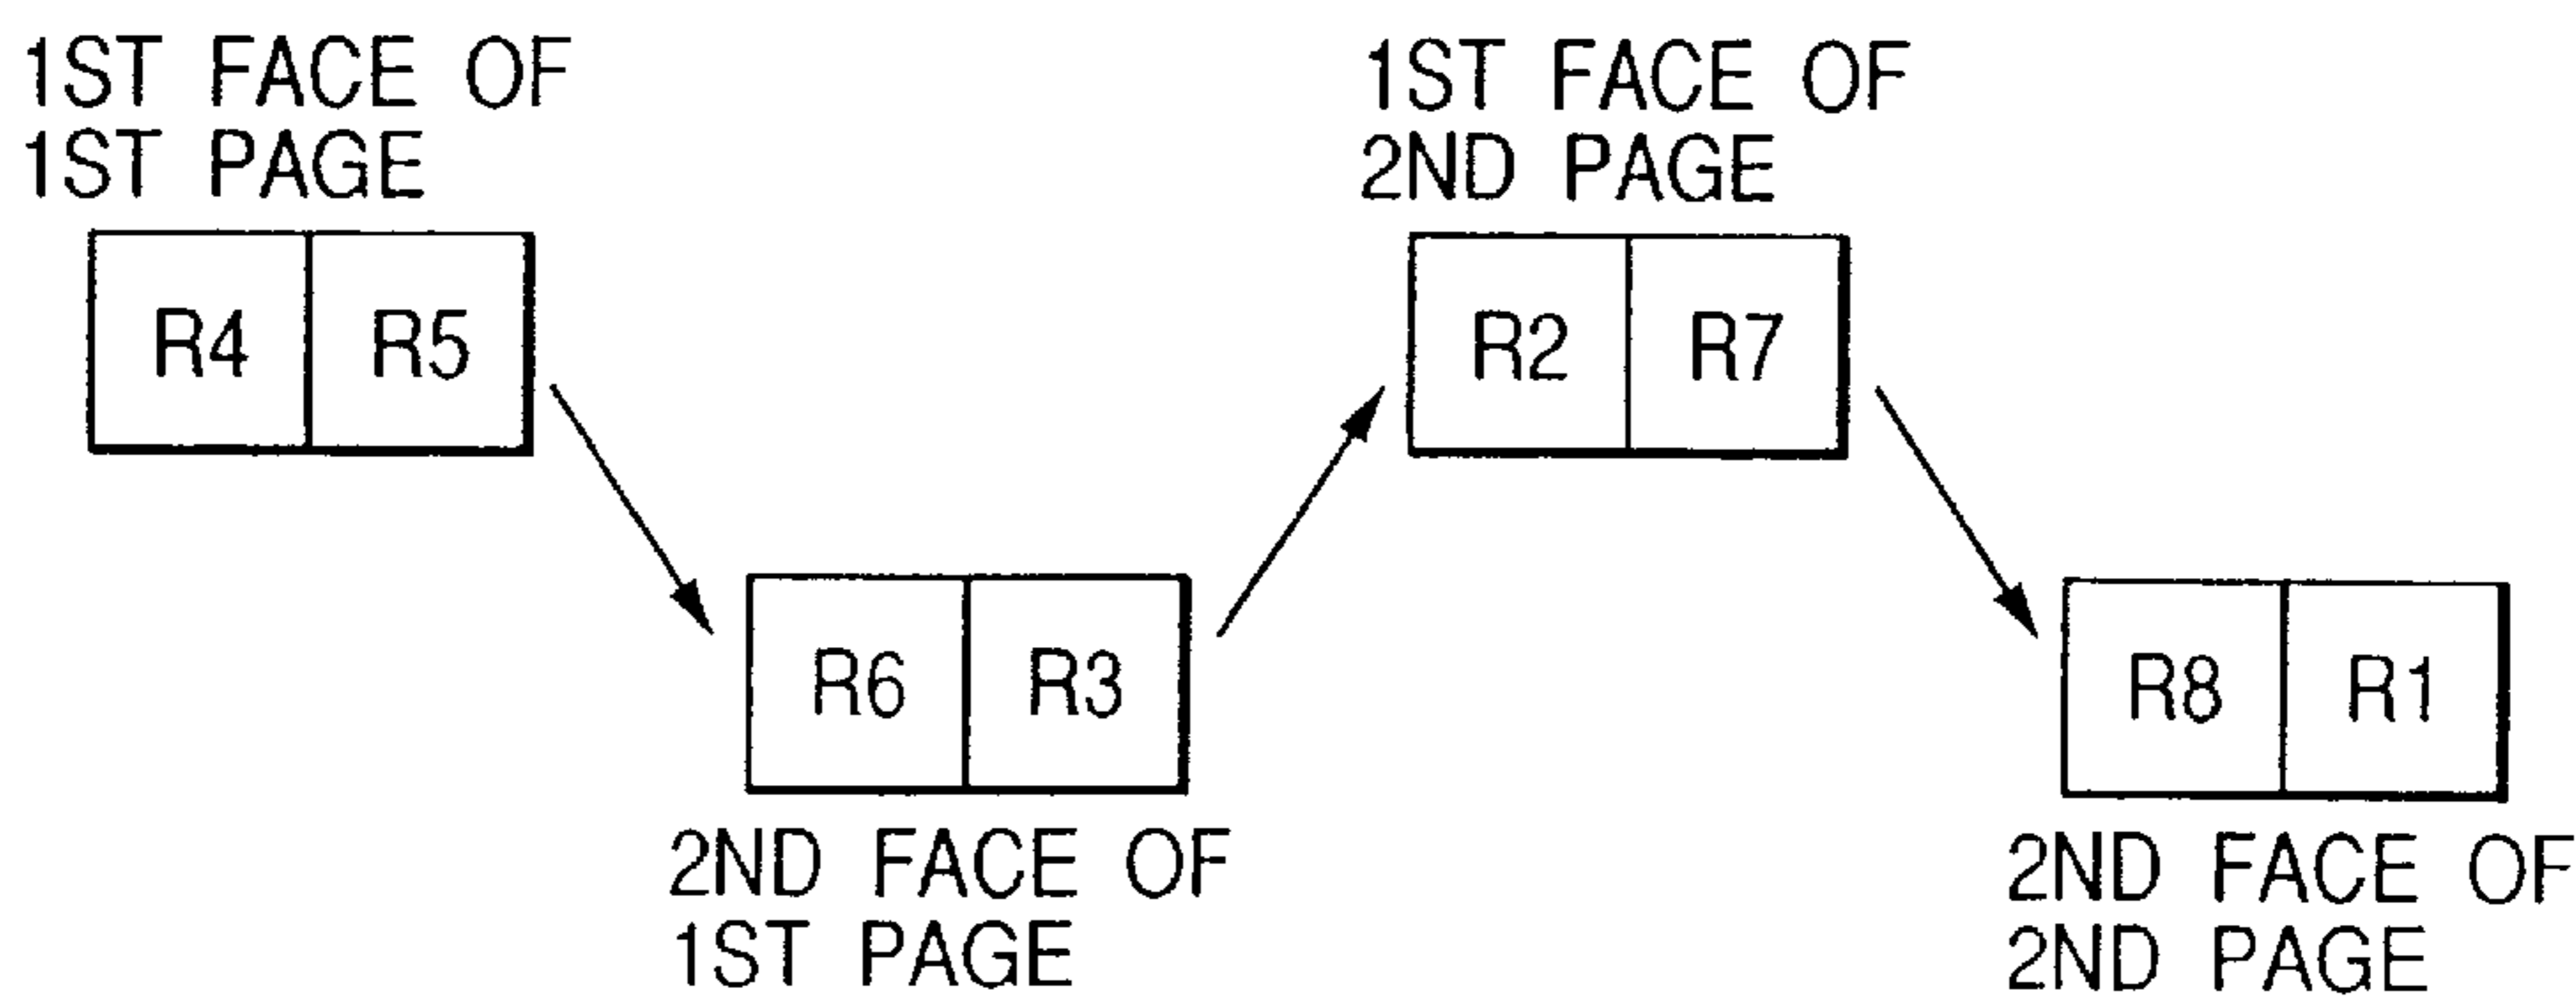 1ST FACE OF
1ST PAGE
R4 R5
R6 R3
2ND FACE OF
1ST PAGE
1ST FACE OF
2ND PAGE
R2 R7
R8 R1
2ND FACE OF
2ND PAGE